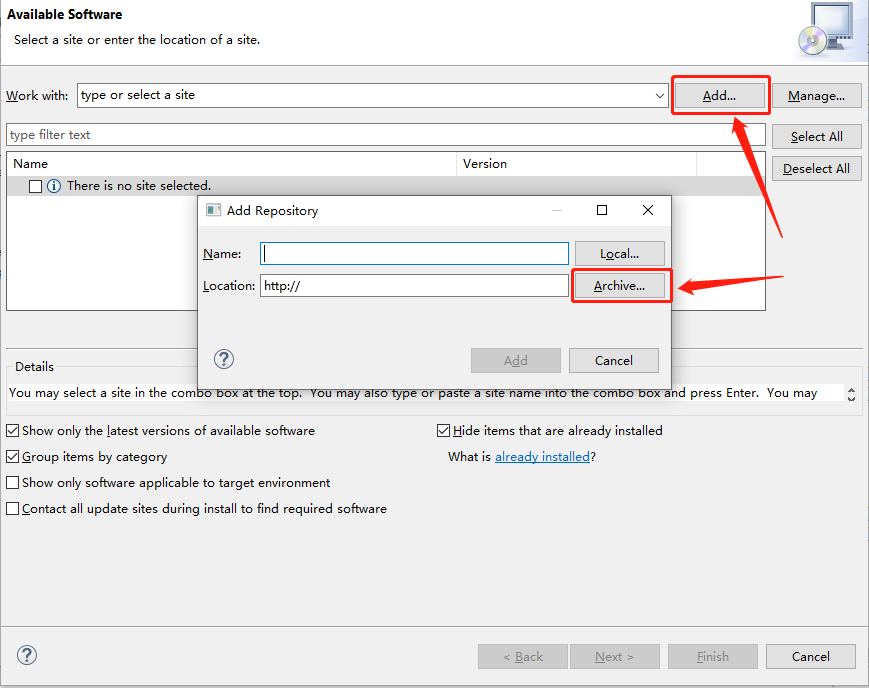 Available Software
Select a site or enter the location of a site.
Work with: type or select a site Add... Manage...
type filter text Select All
Name Version Deselect All
There is no site selected.
Add Repository
Name: Local...
Location: http:// Archive...
? Add Cancel
Details
You may select a site in the combo box at the top. You may also type or paste a site name into the combo box and press Enter. You may
Show only the latest versions of available software Hide items that are already installed
Group items by category What is already installed?
Show only software applicable to target environment
Contact all update sites during install to find required software
? < Back Next > Finish Cancel